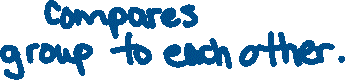 compares
group to each other.